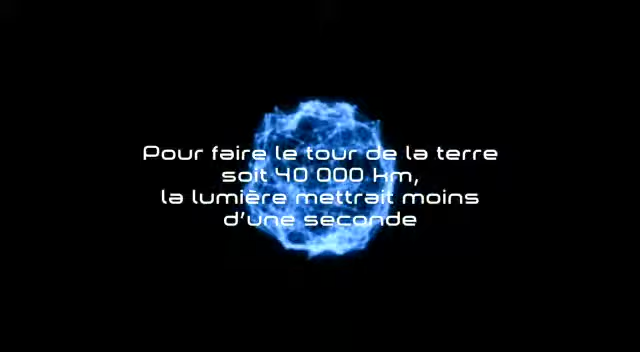 Pour faire le tour de la terre
soit 40 000 km,
la lumière mettrait moins
d'une seconde